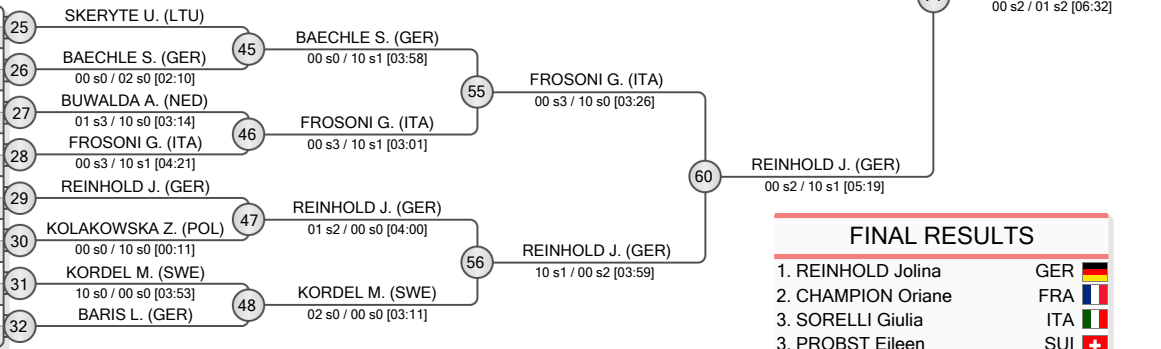 25
SKERYTE U. (LTU)
26
BAECHLE S. (GER)
00 s0 / 02 s0 [02:10]
27
BUWALDA A. (NED)
01 s3 / 10 s0 [03:14]
28
FROSONI G. (ITA)
00 s3 / 10 s1 [04:21]
29
REINHOLD J. (GER)
30
KOLAKOWSKA Z. (POL)
00 s0 / 10 s0 [00:11]
31
KORDEL M. (SWE)
10 s0 / 00 s0 [03:53]
32
BARIS L. (GER)
45
BAECHLE S. (GER)
00 s0 / 10 s1 [03:58]
46
FROSONI G. (ITA)
00 s3 / 10 s1 [03:01]
47
REINHOLD J. (GER)
01 s2 / 00 s0 [04:00]
48
KORDEL M. (SWE)
02 s0 / 00 s0 [03:11]
55
FROSONI G. (ITA)
00 s3 / 10 s0 [03:26]
56
REINHOLD J. (GER)
10 s1 / 00 s2 [03:59]
60
REINHOLD J. (GER)
00 s2 / 10 s1 [05:19]
00 s2 / 01 s2 [06:32]
FINAL RESULTS
1. REINHOLD Jolina GER
2. CHAMPION Oriane FRA
3. SORELLI Giulia ITA
3. PROBST Eileen SUI